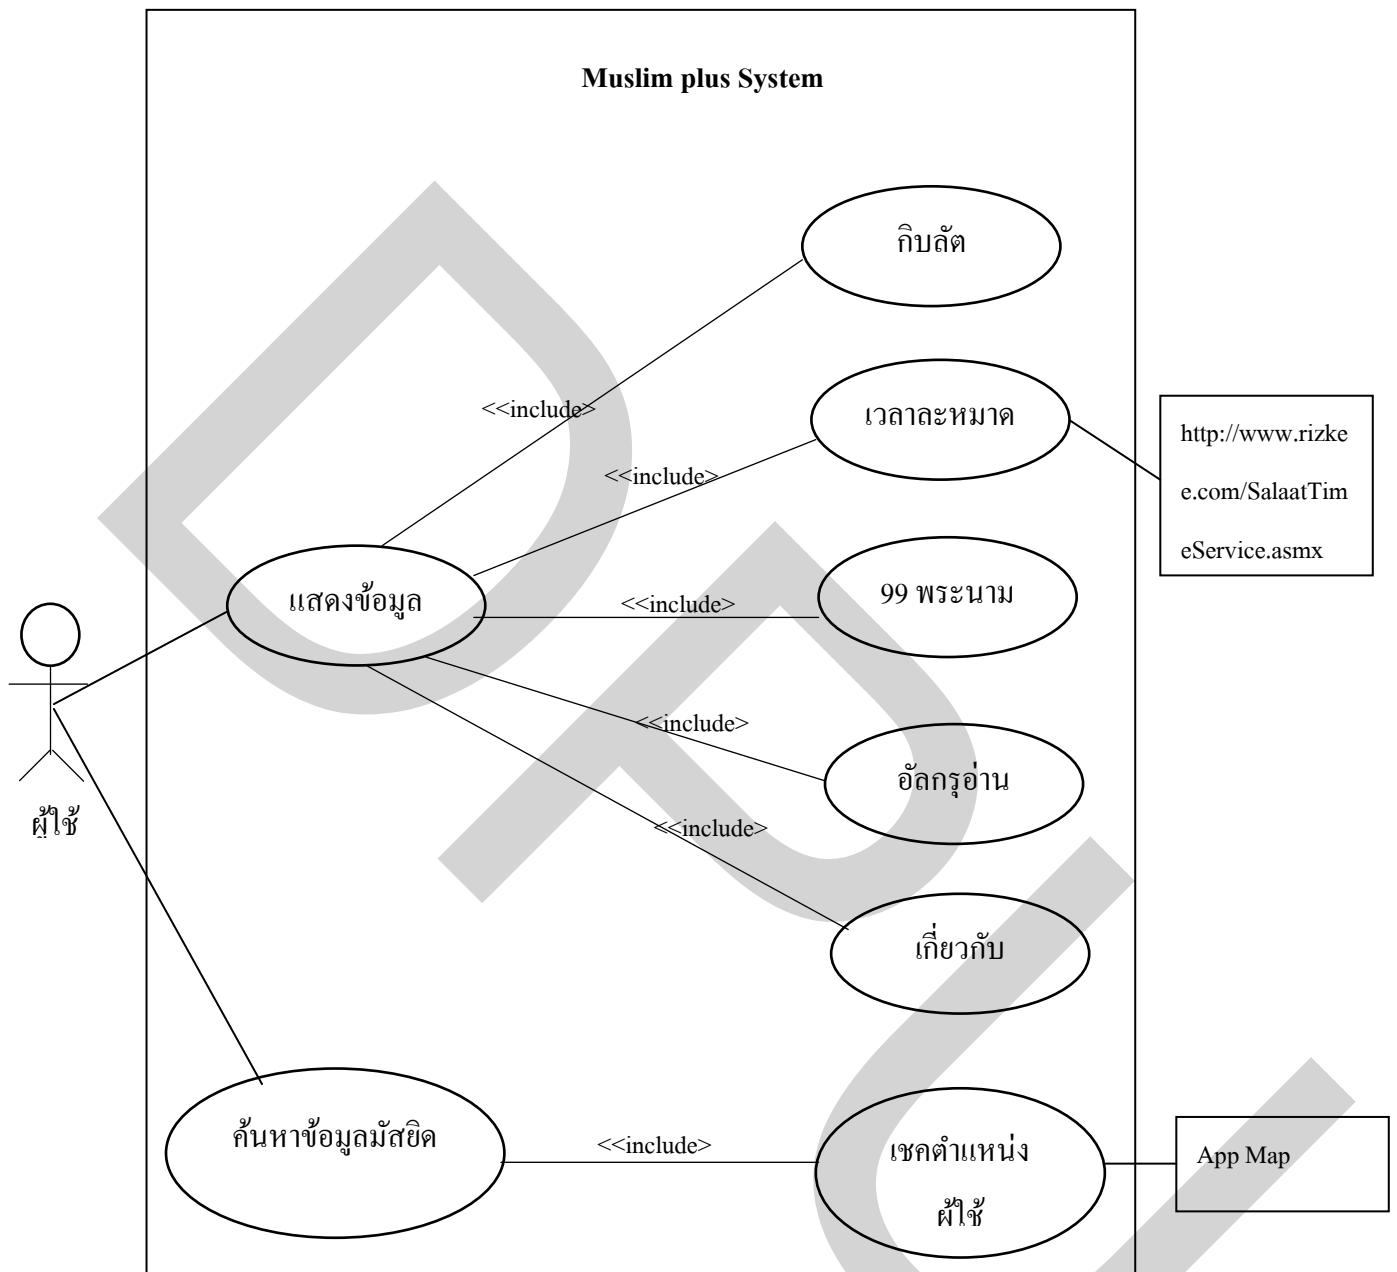 Muslim plus System
กิบลัต
<<include>
เวลาละหมาด
http://www.rizke
e.com/SalaatTim
eService.asmx
<<include>
แสดงข้อมูล
<<include>
99 พระนาม
<<include>
อัลกรุอ่าน
ผู้ใช้
<<include>
เกี่ยวกับ
ค้นหาข้อมูลมัสยิด
<<include>
เชคตำแหน่ง
ผู้ใช้
App Map
DPU